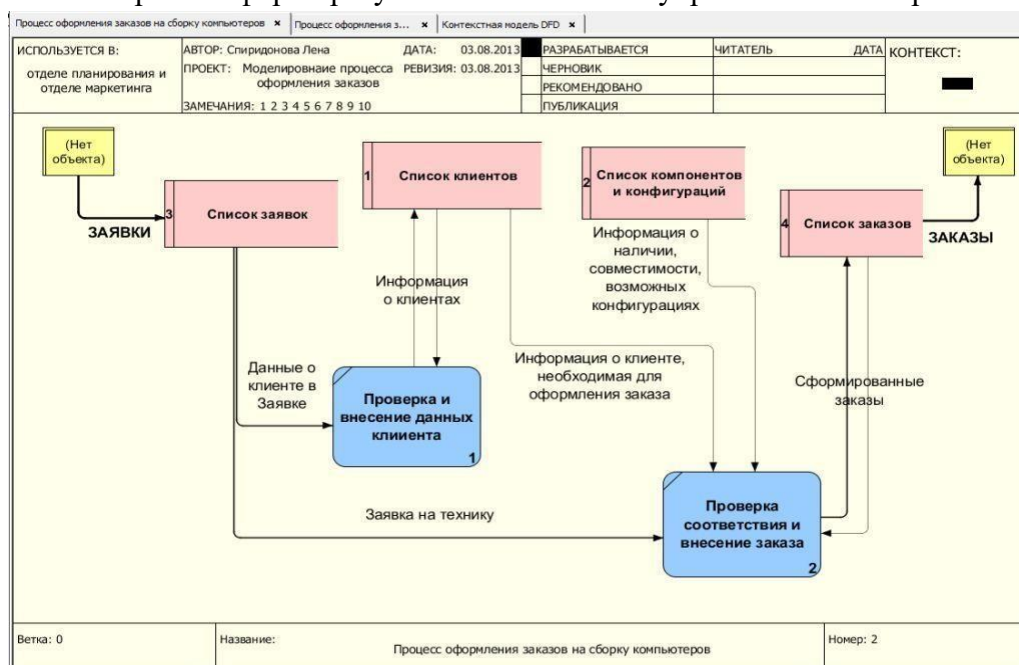 Процесс оформления заказов на сборку компьютеров ×
Процесс оформления з... ×
Контекстная модель DFD ×
ИСПОЛЬЗУЕТСЯ В:
отделе планирования и
отделе маркетинга
АВТОР: Спиридонова Лена
ДАТА: 03.08.2013
ПРОЕКТ: Моделировнаие процесса
оформления заказов
РЕВИЗИЯ: 03.08.2013
ЗАМЕЧАНИЯ: 1 2 3 4 5 6 7 8 9 10
РАЗРАБАТЫВАЕТСЯ
ЧЕРНОВИК
РЕКОМЕНДОВАНО
ПУБЛИКАЦИЯ
ЧИТАТЕЛЬ
ДАТА
КОНТЕКСТ:
(Нет
объекта)
ЗАЯВКИ
3
Список заявок
1
Список клиентов
2
Список компонентов
и конфигураций
4
Список заказов
(Нет
объекта)
ЗАКАЗЫ
Информация
о клиентах
Информация о
наличии,
совместимости,
возможных
конфигурациях
Данные о
клиенте в
Заявке
Информация о клиенте,
необходимая для
оформления заказа
Сформированные
заказы
Проверка и
внесение данных
клииента
1
Заявка на технику
Проверка
соответствия и
внесение заказа
2
Ветка: 0
Название:
Процесс оформления заказов на сборку компьютеров
Номер: 2